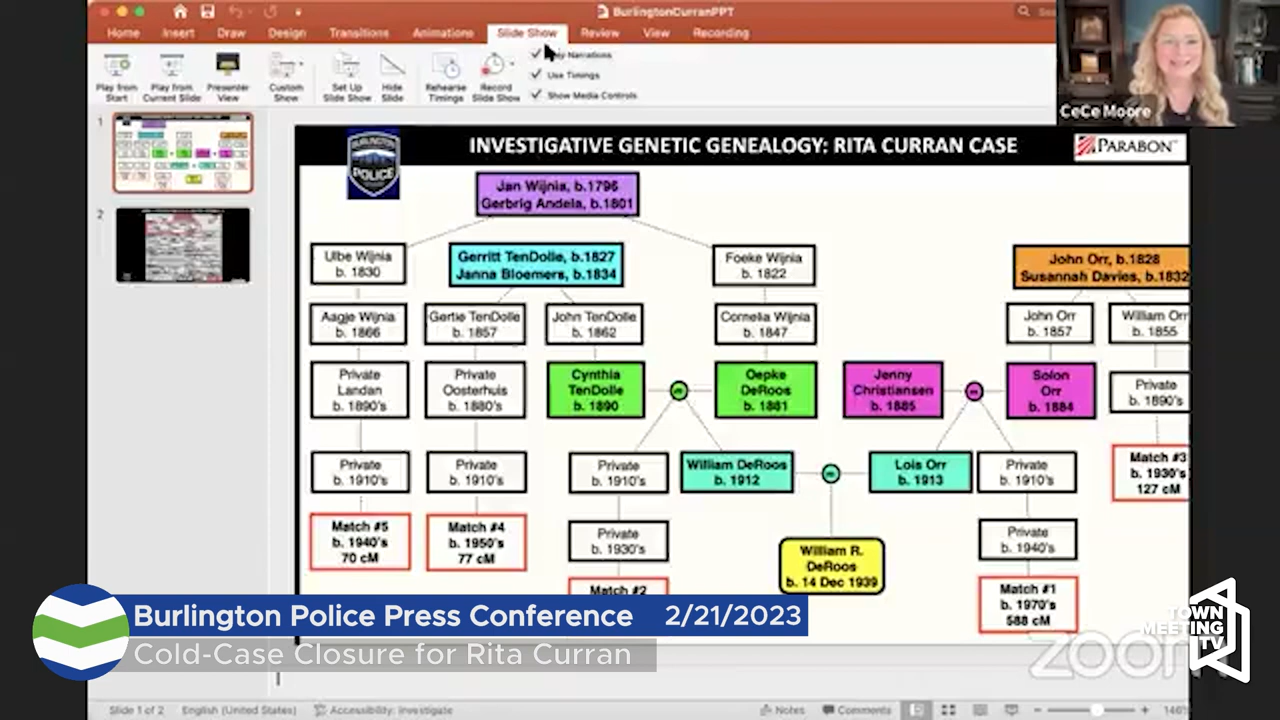 BurlingtonCurranPPT
Home Insert Draw Design Transitions Animations Slide Show Review View Recording
Play from Start
Play from Current Slide
Presenter View
Custom Show
Set Up Slide Show
Hide Slide
Rehearse Timings
Record Slide Show
Narrations
Use Timings
Show Media Controls
CeCe Moore
1
2
BURLINGTON
POLICE
INVESTIGATIVE GENETIC GENEALOGY: RITA CURRAN CASE
PARABON™
Jan Wijnia, b.1796
Gerbrig Andela, b.1801
Ulbe Wijnia
b. 1830
Gerritt TenDolle, b.1827
Janna Bloemers, b.1834
Foeke Wijnia
b. 1822
John Orr, b.1828
Susannah Davies, b.1832
Aagje Wijnia
b. 1866
Gertie TenDolle
b. 1857
John TenDolle
b. 1862
Cornelia Wijnia
b. 1847
John Orr
b. 1857
William Orr
b. 1855
Private
Landan
b. 1890's
Private
Oosterhuis
b. 1880's
Cynthia
TenDolle
b. 1890
m
Oepke
DeRoos
b. 1881
Jenny
Christiansen
b. 1885
m
Solon
Orr
b. 1884
Private
b. 1890's
Private
b. 1910's
Private
b. 1910's
Private
b. 1910's
William DeRoos
b. 1912
m
Lois Orr
b. 1913
Private
b. 1910's
Match #3
b. 1930's
127 cM
Match #5
b. 1940's
70 cM
Match #4
b. 1950's
77 cM
Private
b. 1930's
William R.
DeRoos
b. 14 Dec 1939
Private
b. 1940's
Match #2
Match #1
b. 1970's
588 cM
Burlington Police Press Conference 2/21/2023
Cold-Case Closure for Rita Curran
TOWN
MEETING
TV
zoom
Slide 1 of 2 English (United States) Accessibility: Investigate Notes Comments 146%